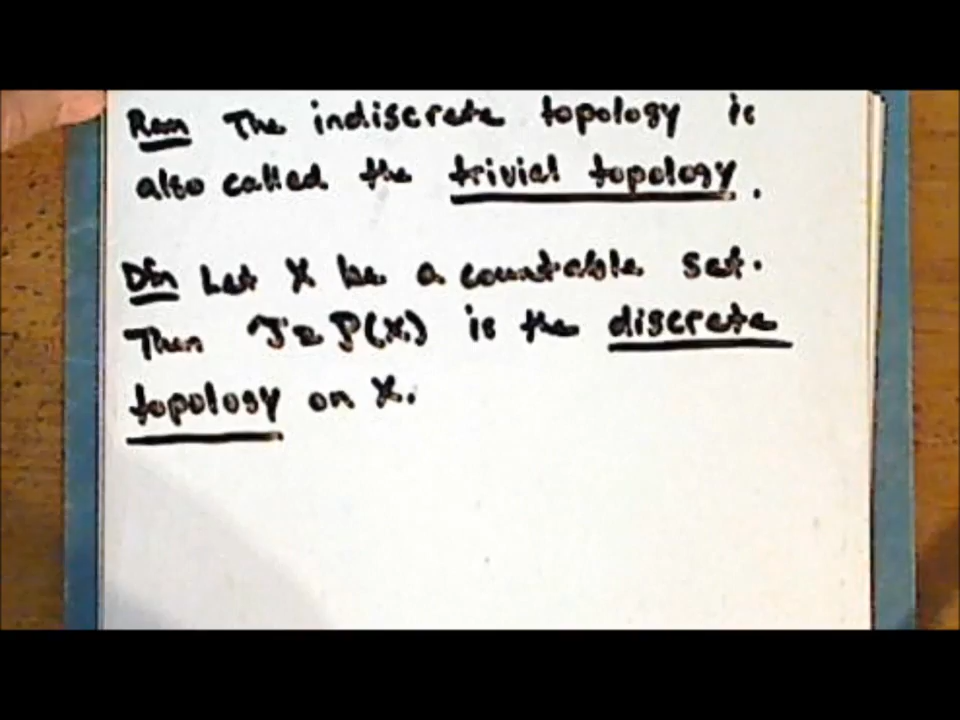 Rem The indiscrete topology is
also called the trivial topology.
Dfn Let X be a countable set.
Then 𝒯 = 𝒫(X) is the discrete
topology on X.